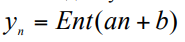 yₙ = Ent(an + b)